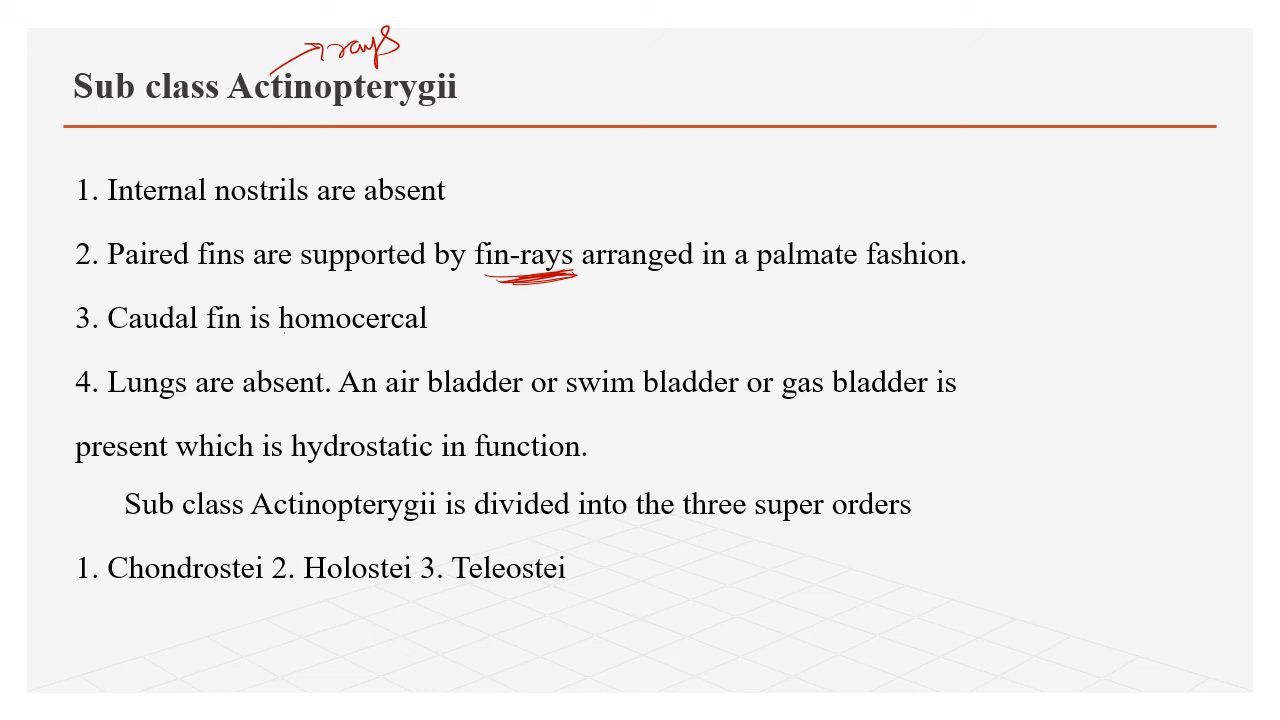 rays
Sub class Actinopterygii
1. Internal nostrils are absent
2. Paired fins are supported by fin-rays arranged in a palmate fashion.
3. Caudal fin is homocercal
4. Lungs are absent. An air bladder or swim bladder or gas bladder is
present which is hydrostatic in function.
Sub class Actinopterygii is divided into the three super orders
1. Chondrostei 2. Holostei 3. Teleostei